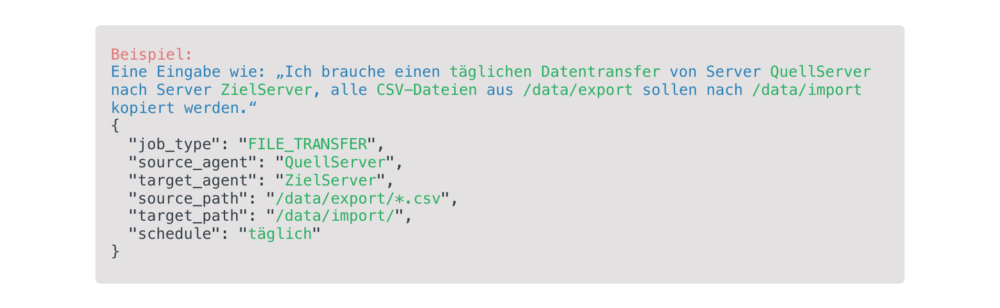 Beispiel:
Eine Eingabe wie: „Ich brauche einen täglichen Datentransfer von Server QuellServer
nach Server ZielServer, alle CSV–Dateien aus /data/export sollen nach /data/import
kopiert werden.“
{
  "job_type": "FILE_TRANSFER",
  "source_agent": "QuellServer",
  "target_agent": "ZielServer",
  "source_path": "/data/export/*.csv",
  "target_path": "/data/import/",
  "schedule": "täglich"
}